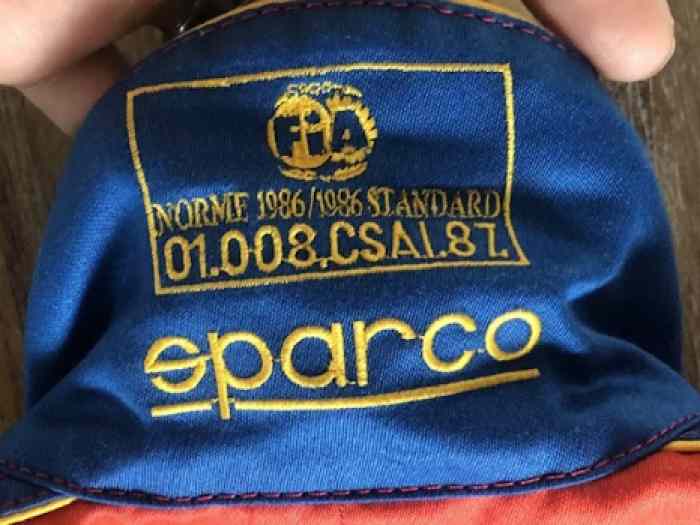 FIA
NORME 1986/1986 STANDARD
01.008.CSAI.87.
sparco